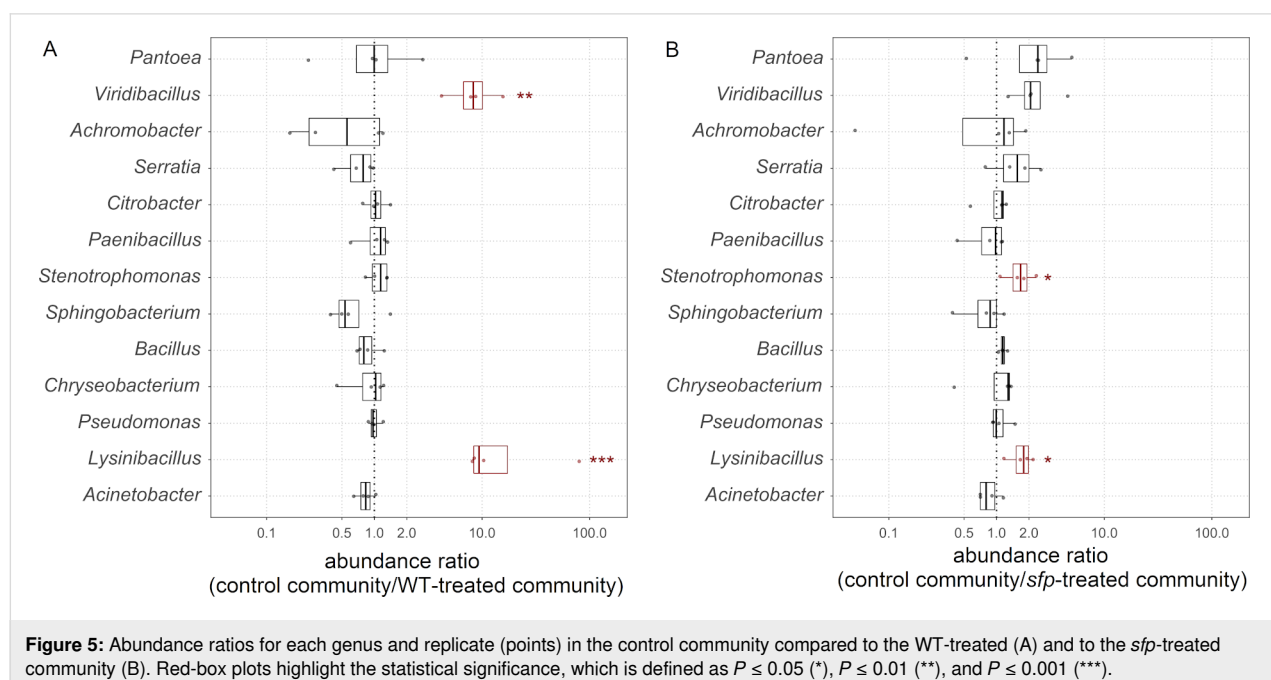 A
Pantoea
Viridibacillus
**
Achromobacter
Serratia
Citrobacter
Paenibacillus
Stenotrophomonas
Sphingobacterium
Bacillus
Chryseobacterium
Pseudomonas
Lysinibacillus
***
Acinetobacter
0.1 0.5 1.0 2.0 10.0 100.0
abundance ratio
(control community/WT-treated community)
B
Pantoea
Viridibacillus
Achromobacter
Serratia
Citrobacter
Paenibacillus
Stenotrophomonas
*
Sphingobacterium
Bacillus
Chryseobacterium
Pseudomonas
Lysinibacillus
*
Acinetobacter
0.1 0.5 1.0 2.0 10.0 100.0
abundance ratio
(control community/sfp-treated community)
Figure 5: Abundance ratios for each genus and replicate (points) in the control community compared to the WT-treated (A) and to the sfp-treated
community (B). Red-box plots highlight the statistical significance, which is defined as P ≤ 0.05 (*), P ≤ 0.01 (**), and P ≤ 0.001 (***).